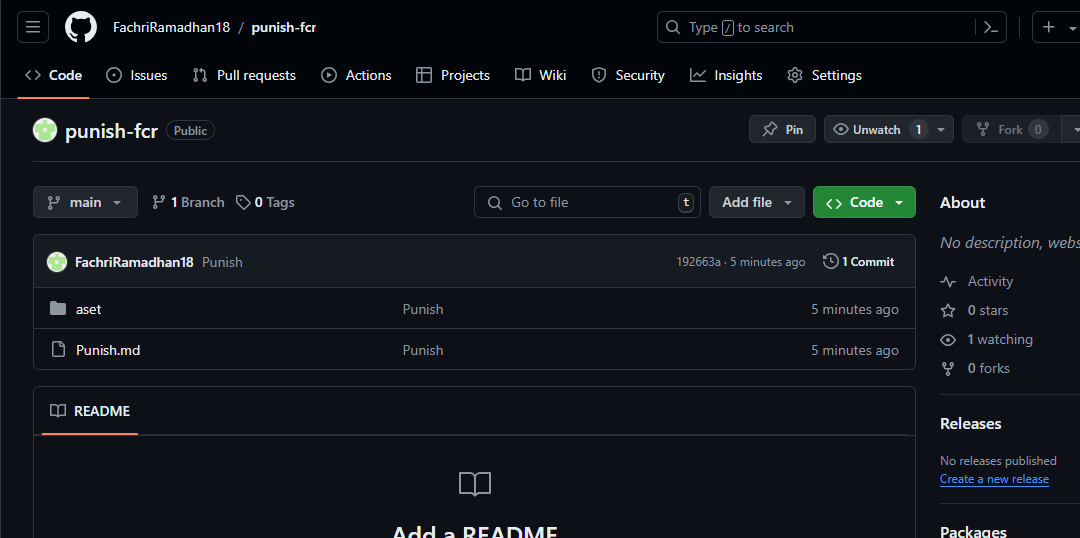 FachriRamadhan18 / punish-fcr
Type / to search
Code Issues Pull requests Actions Projects Wiki Security Insights Settings
punish-fcr Public
Pin
Unwatch 1
Fork 0
main
1 Branch
0 Tags
Go to file t
Add file
Code
FachriRamadhan18 Punish
192663a · 5 minutes ago
1 Commit
aset Punish 5 minutes ago
Punish.md Punish 5 minutes ago
README
Add a README
About
No description, webs
Activity
0 stars
1 watching
0 forks
Releases
No releases published
Create a new release
Packages